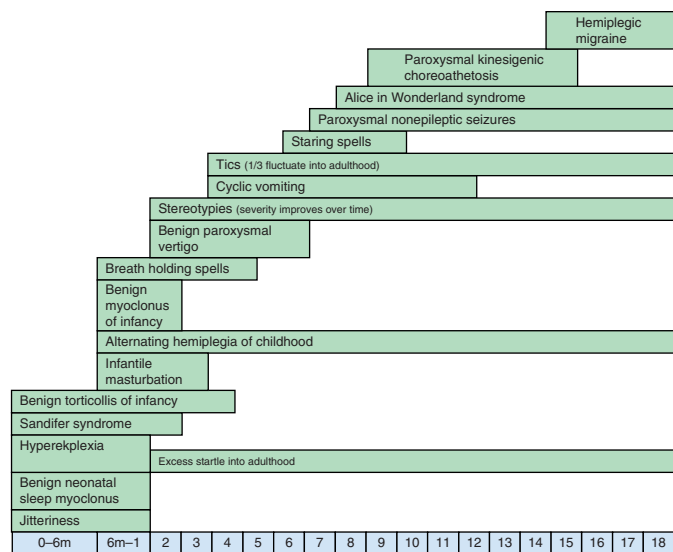 Hemiplegic
migraine
Paroxysmal kinesigenic
choreoathetosis
Alice in Wonderland syndrome
Paroxysmal nonepileptic seizures
Staring spells
Tics (1/3 fluctuate into adulthood)
Cyclic vomiting
Stereotypies (severity improves over time)
Benign paroxysmal
vertigo
Breath holding spells
Benign
myoclonus
of infancy
Alternating hemiplegia of childhood
Infantile
masturbation
Benign torticollis of infancy
Sandifer syndrome
Hyperekplexia
Excess startle into adulthood
Benign neonatal
sleep myoclonus
Jitteriness
0–6m 6m–1 2 3 4 5 6 7 8 9 10 11 12 13 14 15 16 17 18